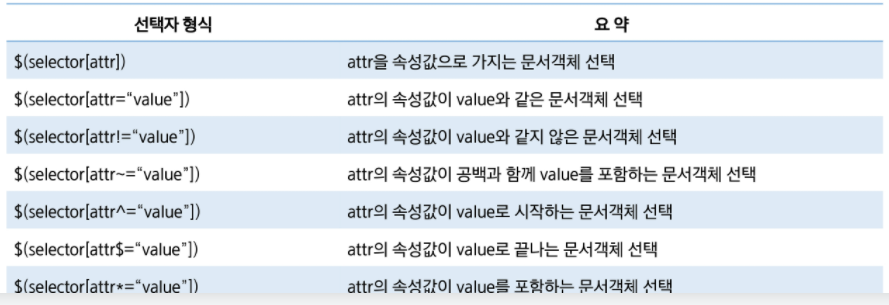 선택자 형식 요 약
$(selector[attr]) attr을 속성값으로 가지는 문서객체 선택
$(selector[attr=“value”]) attr의 속성값이 value와 같은 문서객체 선택
$(selector[attr!=“value”]) attr의 속성값이 value와 같지 않은 문서객체 선택
$(selector[attr~=“value”]) attr의 속성값이 공백과 함께 value를 포함하는 문서객체 선택
$(selector[attr^=“value”]) attr의 속성값이 value로 시작하는 문서객체 선택
$(selector[attr$=“value”]) attr의 속성값이 value로 끝나는 문서객체 선택
$(selector[attr*=“value”]) attr의 속성값이 value를 포함하는 문서객체 선택